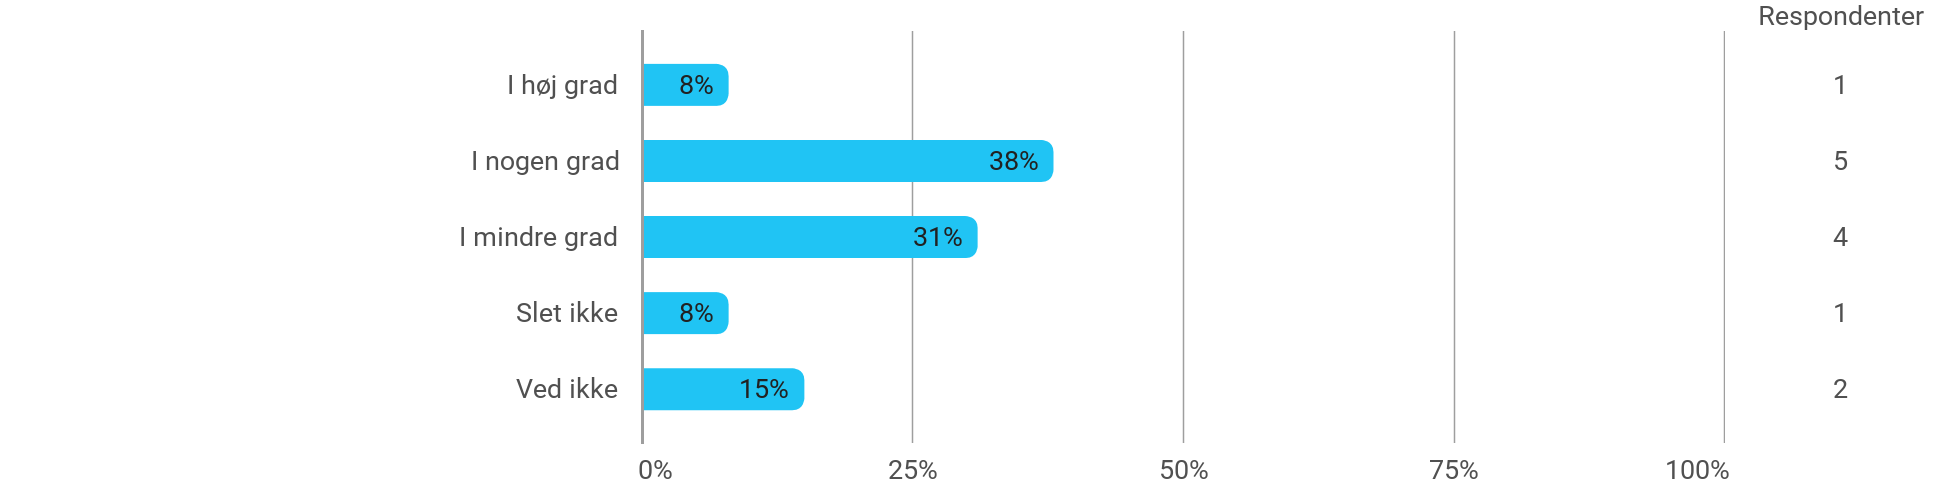 Respondenter
I høj grad 8% 1
I nogen grad 38% 5
I mindre grad 31% 4
Slet ikke 8% 1
Ved ikke 15% 2
0% 25% 50% 75% 100%